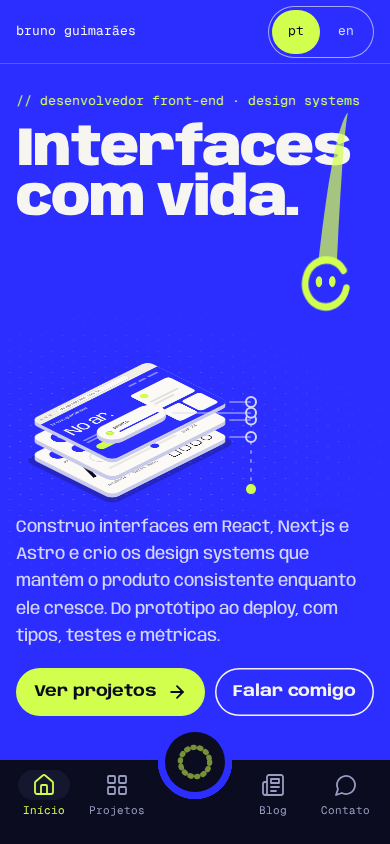 bruno guimarães
pt
en
// desenvolvedor front-end · design systems
Interfaces
com vida.
No ar.
Construo interfaces em React, Next.js e
Astro e crio os design systems que
mantêm o produto consistente enquanto
ele cresce. Do protótipo ao deploy, com
tipos, testes e métricas.
Ver projetos →
Falar comigo
Início
Projetos
Blog
Contato